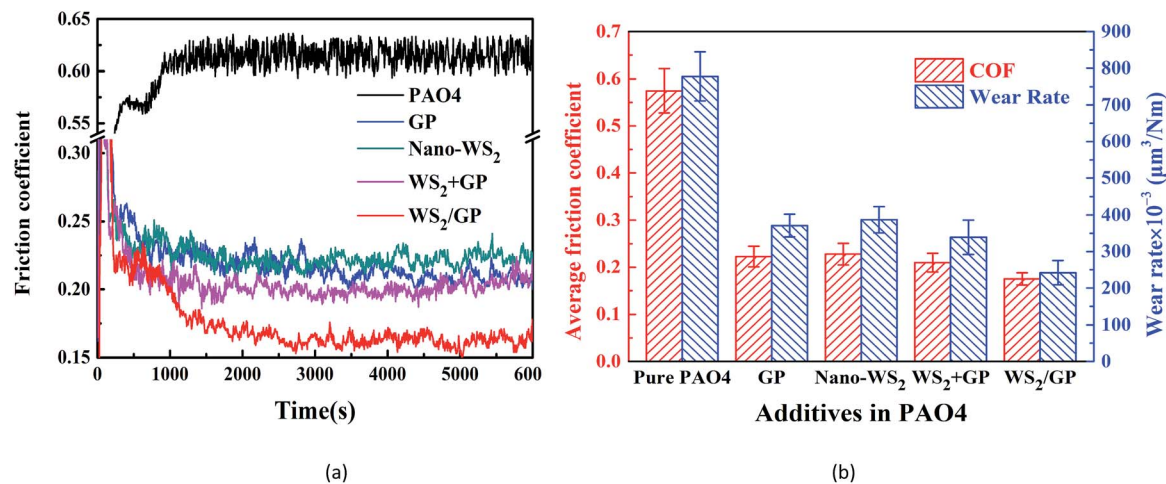 0.65
0.60
0.55
0.30
0.25
0.20
0.15
Friction coefficient
PAO4
GP
Nano-WS₂
WS₂+GP
WS₂/GP
0 1000 2000 3000 4000 5000 600
Time(s)
(a)
0.7
0.6
0.5
0.4
0.3
0.2
0.1
0.0
Average friction coefficient
COF
Wear Rate
900
800
700
600
500
400
300
200
100
0
Wear rate×10⁻³ (μm³/Nm)
Pure PAO4 GP Nano-WS₂ WS₂+GP WS₂/GP
Additives in PAO4
(b)